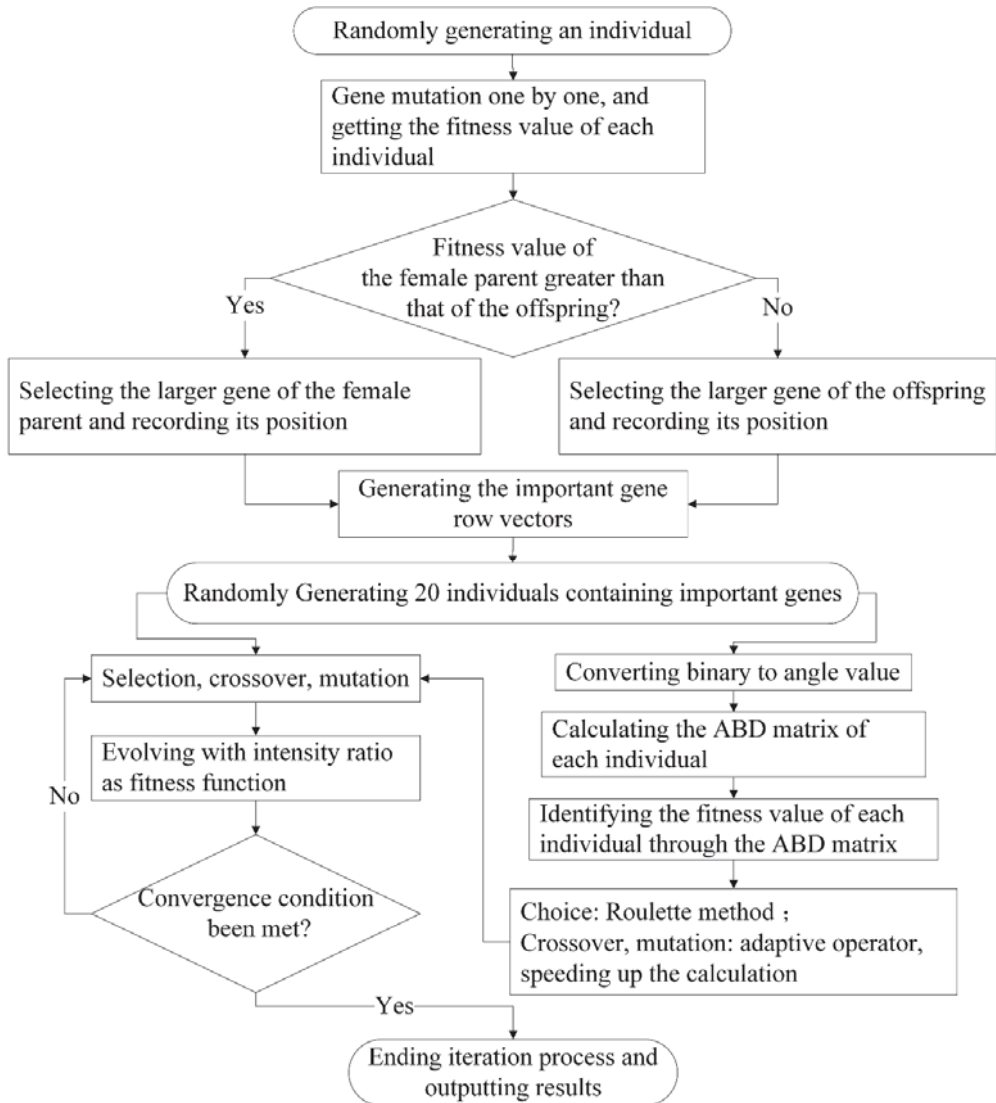 Randomly generating an individual
Gene mutation one by one, and
getting the fitness value of each
individual
Fitness value of
the female parent greater than
that of the offspring?
Yes
No
Selecting the larger gene of the female
parent and recording its position
Selecting the larger gene of the offspring
and recording its position
Generating the important gene
row vectors
Randomly Generating 20 individuals containing important genes
Selection, crossover, mutation
Evolving with intensity ratio
as fitness function
No
Convergence condition
been met?
Converting binary to angle value
Calculating the ABD matrix of
each individual
Identifying the fitness value of each
individual through the ABD matrix
Choice: Roulette method ;
Crossover, mutation: adaptive operator,
speeding up the calculation
Yes
Ending iteration process and
outputting results